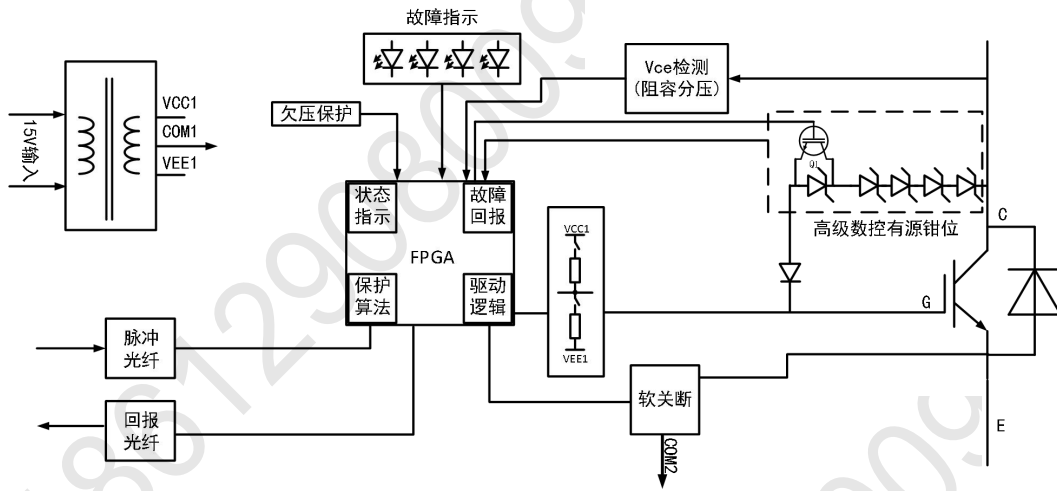 故障指示
15V输入
VCC1
COM1
VEE1
欠压保护
Vce检测
(阻容分压)
Q1
高级数控有源钳位
状态
指示
故障
回报
FPGA
保护
算法
驱动
逻辑
VCC1
VEE1
C
G
E
脉冲
光纤
回报
光纤
软关断
COM2